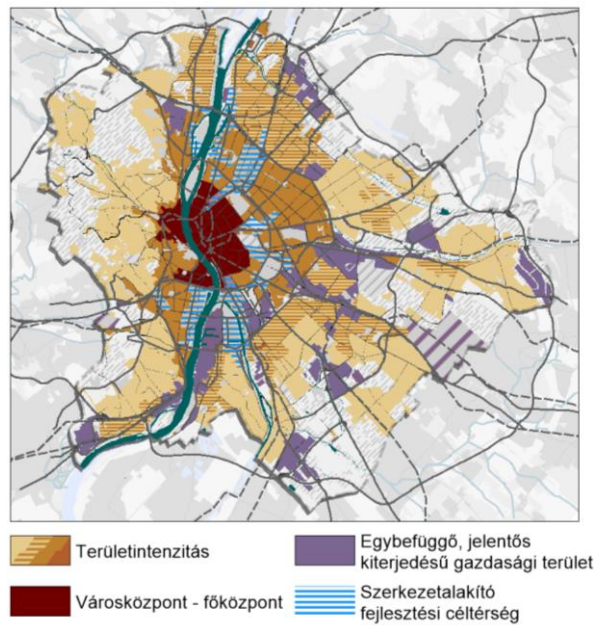 Területintenzitás
Egybefüggő, jelentős
kiterjedésű gazdasági terület
Városközpont - főközpont
Szerkezetalakító
fejlesztési céltérség